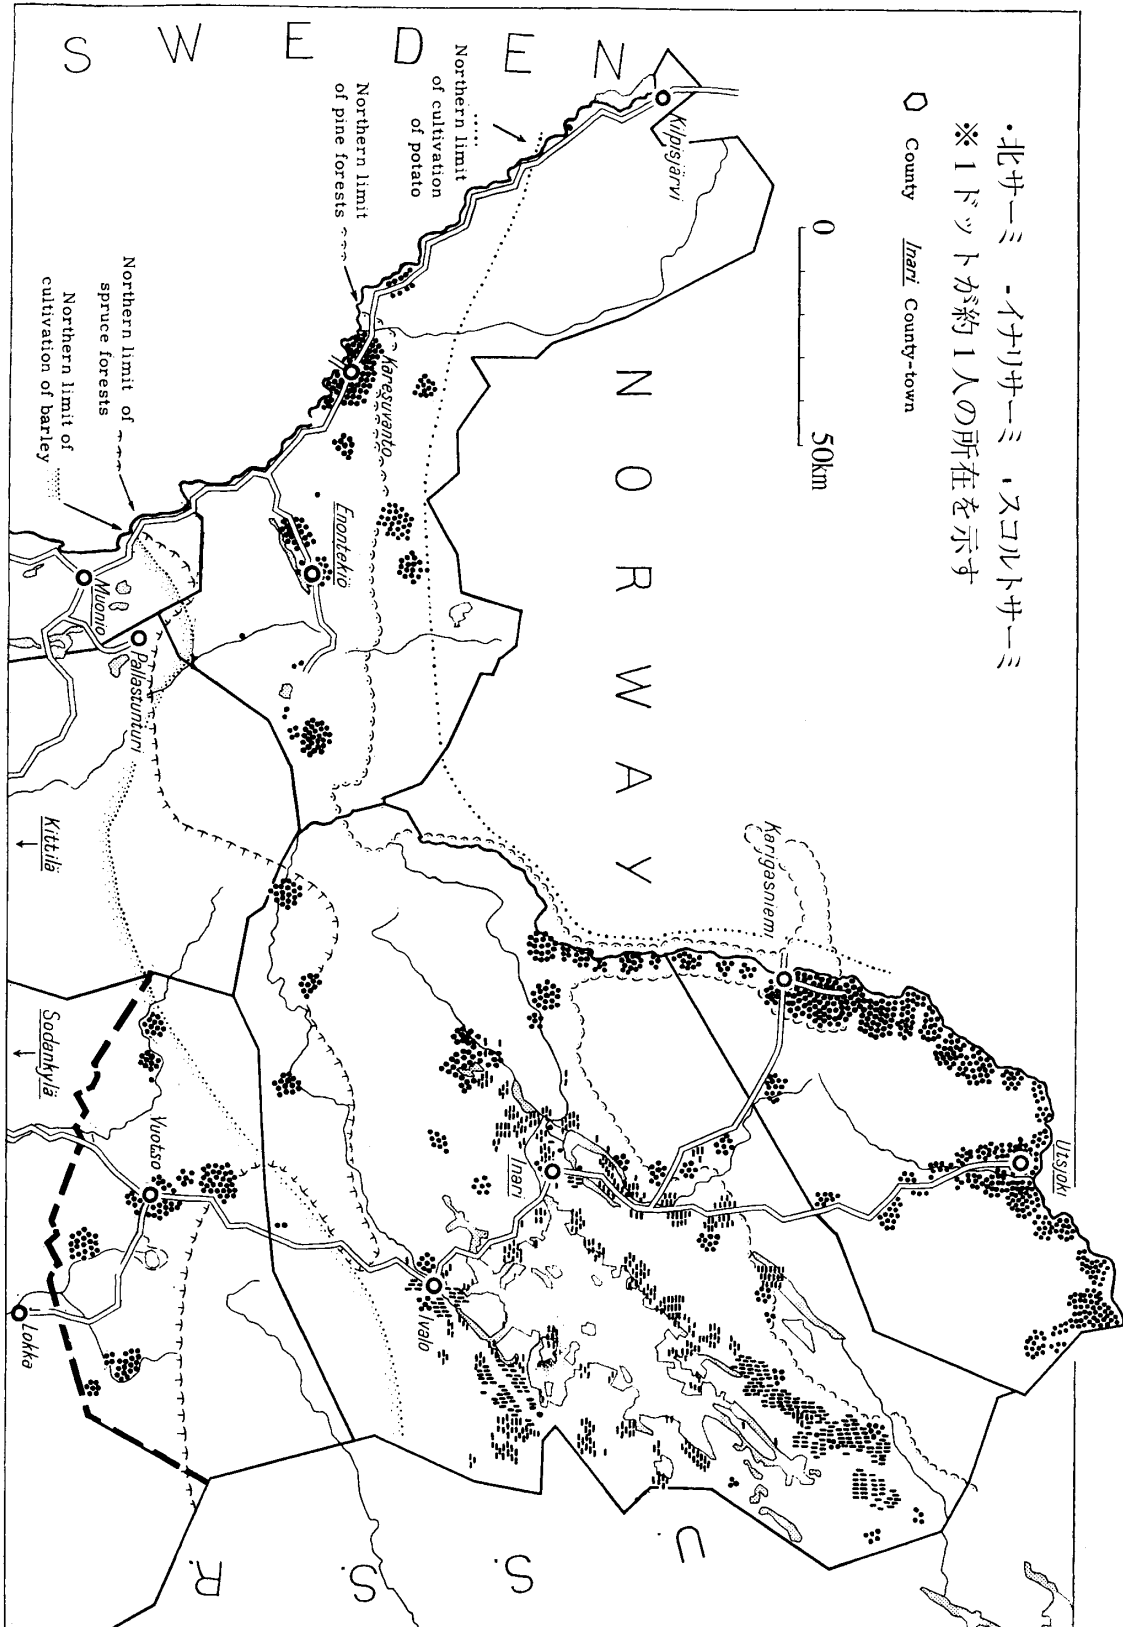 ・北サーミ -イナリサーミ ▪スコルトサーミ
※1ドットが約1人の所在を示す
County Inari County-town
0 50km
SWEDEN
NORWAY
U.S.S.R.
Northern limit
of cultivation
of potato
Northern limit
of pine forests
Northern limit of
spruce forests
Northern limit of
cultivation of barley
Kilpisjärvi
Karesuvanto
Enontekiö
Muonio
Pallastunturi
Kittilä
Karigasniemi
Utsjoki
Inari
Ivalo
Vuotso
Sodankylä
Lokka